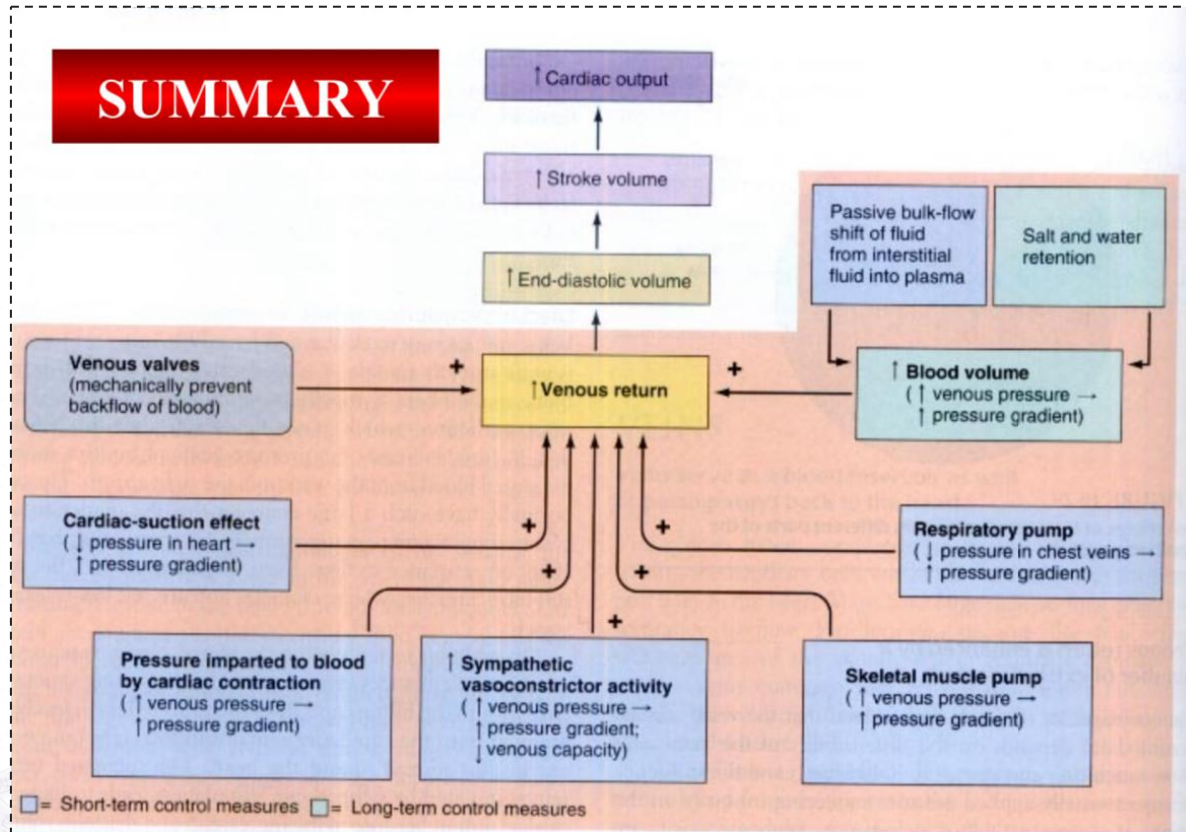 SUMMARY
↑ Cardiac output
↑ Stroke volume
↑ End-diastolic volume
Passive bulk-flow
shift of fluid
from interstitial
fluid into plasma
Salt and water
retention
Venous valves
(mechanically prevent
backflow of blood)
+
↑ Venous return
+
↑ Blood volume
(↑ venous pressure →
↑ pressure gradient)
Cardiac-suction effect
(↓ pressure in heart →
↑ pressure gradient)
+
+
Respiratory pump
(↓ pressure in chest veins →
↑ pressure gradient)
+
+
+
Pressure imparted to blood
by cardiac contraction
(↑ venous pressure →
↑ pressure gradient)
↑ Sympathetic
vasoconstrictor activity
(↑ venous pressure →
↑ pressure gradient;
↓ venous capacity)
Skeletal muscle pump
(↑ venous pressure →
↑ pressure gradient)
= Short-term control measures
= Long-term control measures